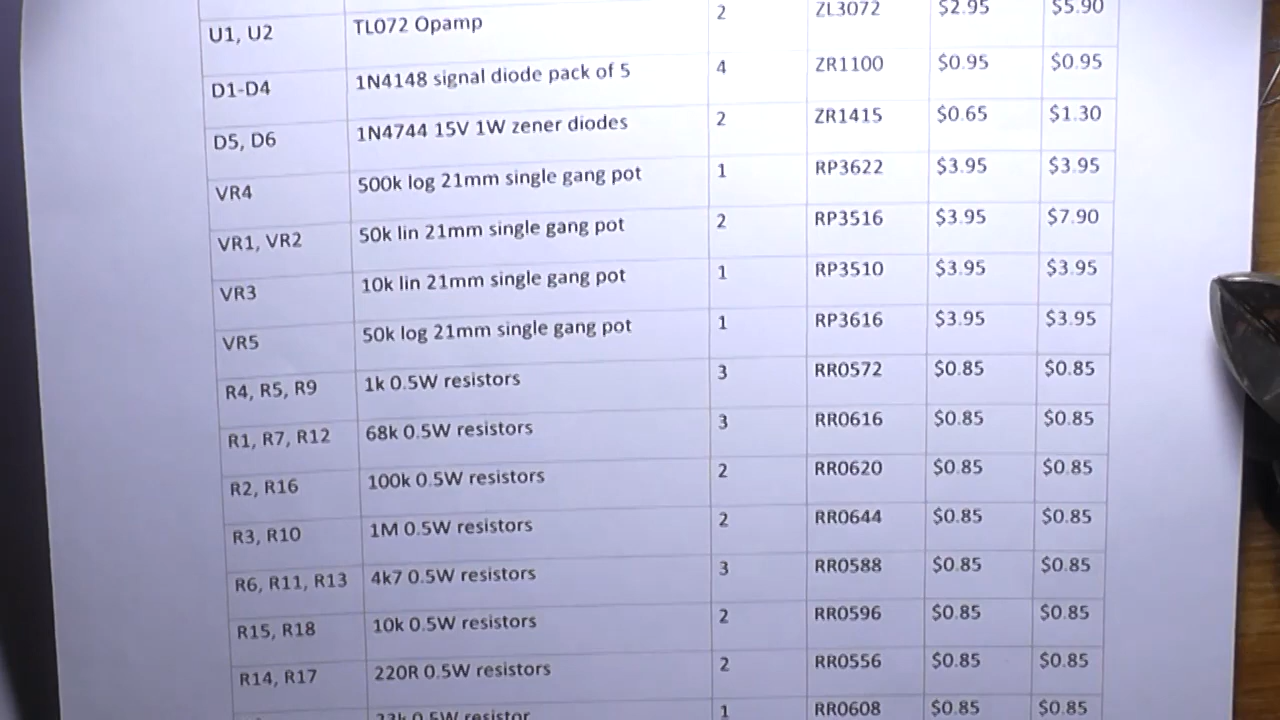 U1, U2 TL072 Opamp 2 ZL3072 $2.95 $5.90
D1-D4 1N4148 signal diode pack of 5 4 ZR1100 $0.95 $0.95
D5, D6 1N4744 15V 1W zener diodes 2 ZR1415 $0.65 $1.30
VR4 500k log 21mm single gang pot 1 RP3622 $3.95 $3.95
VR1, VR2 50k lin 21mm single gang pot 2 RP3516 $3.95 $7.90
VR3 10k lin 21mm single gang pot 1 RP3510 $3.95 $3.95
VR5 50k log 21mm single gang pot 1 RP3616 $3.95 $3.95
R4, R5, R9 1k 0.5W resistors 3 RR0572 $0.85 $0.85
R1, R7, R12 68k 0.5W resistors 3 RR0616 $0.85 $0.85
R2, R16 100k 0.5W resistors 2 RR0620 $0.85 $0.85
R3, R10 1M 0.5W resistors 2 RR0644 $0.85 $0.85
R6, R11, R13 4k7 0.5W resistors 3 RR0588 $0.85 $0.85
R15, R18 10k 0.5W resistors 2 RR0596 $0.85 $0.85
R14, R17 220R 0.5W resistors 2 RR0556 $0.85 $0.85
0.5W resistor 1 RR0608 $0.85 $0.85